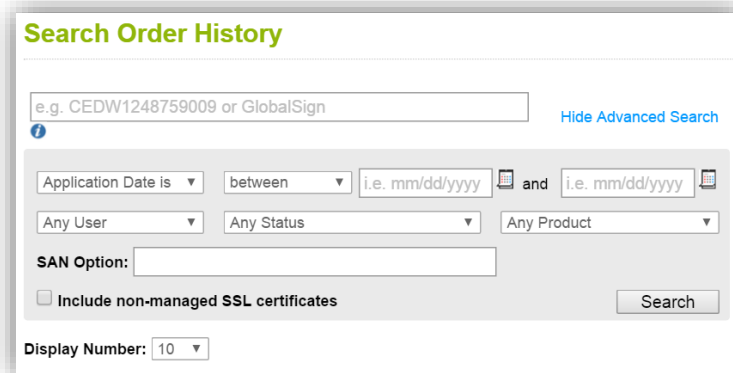 Search Order History
e.g. CEDW1248759009 or GlobalSign
Hide Advanced Search
Application Date is between i.e. mm/dd/yyyy and i.e. mm/dd/yyyy
Any User Any Status Any Product
SAN Option:
Include non-managed SSL certificates Search
Display Number: 10